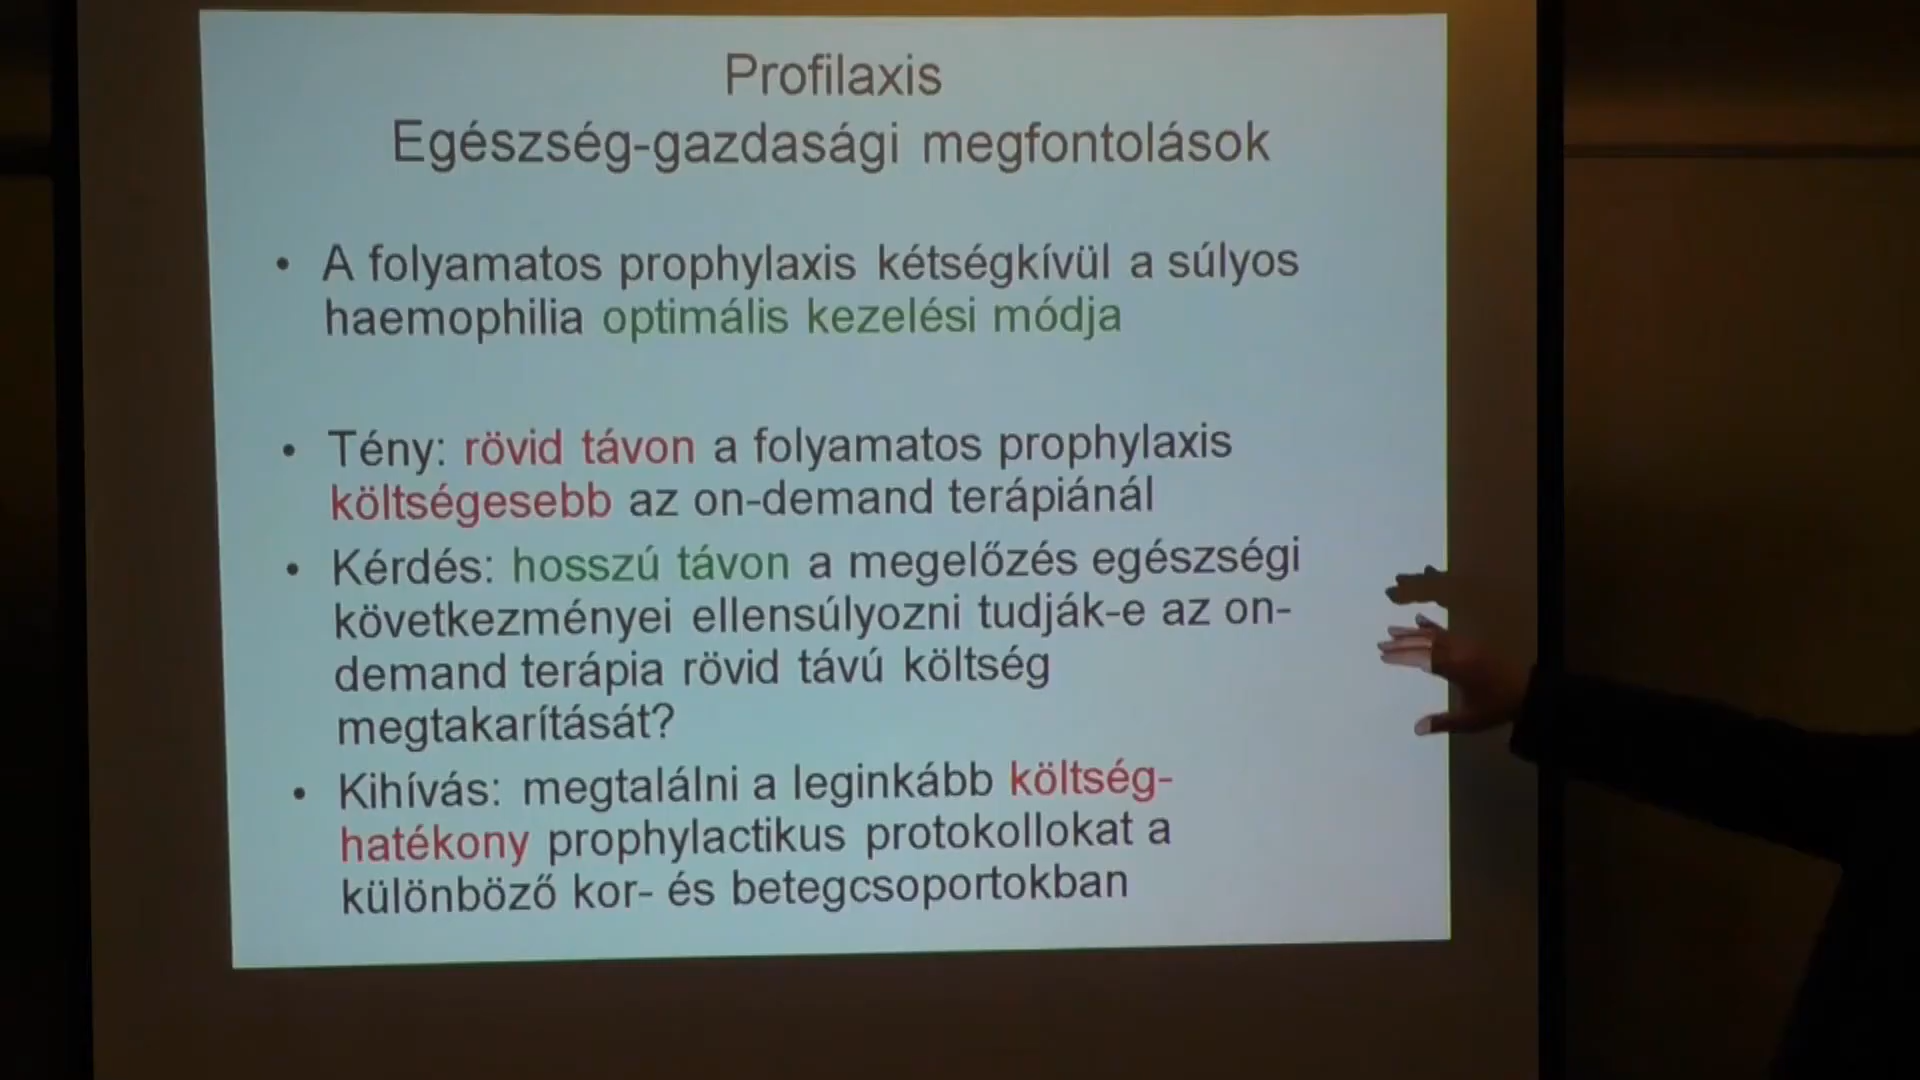 Profilaxis
Egészség-gazdasági megfontolások
• A folyamatos prophylaxis kétségkívül a súlyos
haemophilia optimális kezelési módja
• Tény: rövid távon a folyamatos prophylaxis
költségesebb az on-demand terápiánál
• Kérdés: hosszú távon a megelőzés egészségi
következményei ellensúlyozni tudják-e az on-
demand terápia rövid távú költség
megtakarítását?
• Kihívás: megtalálni a leginkább költség-
hatékony prophylactikus protokollokat a
különböző kor- és betegcsoportokban